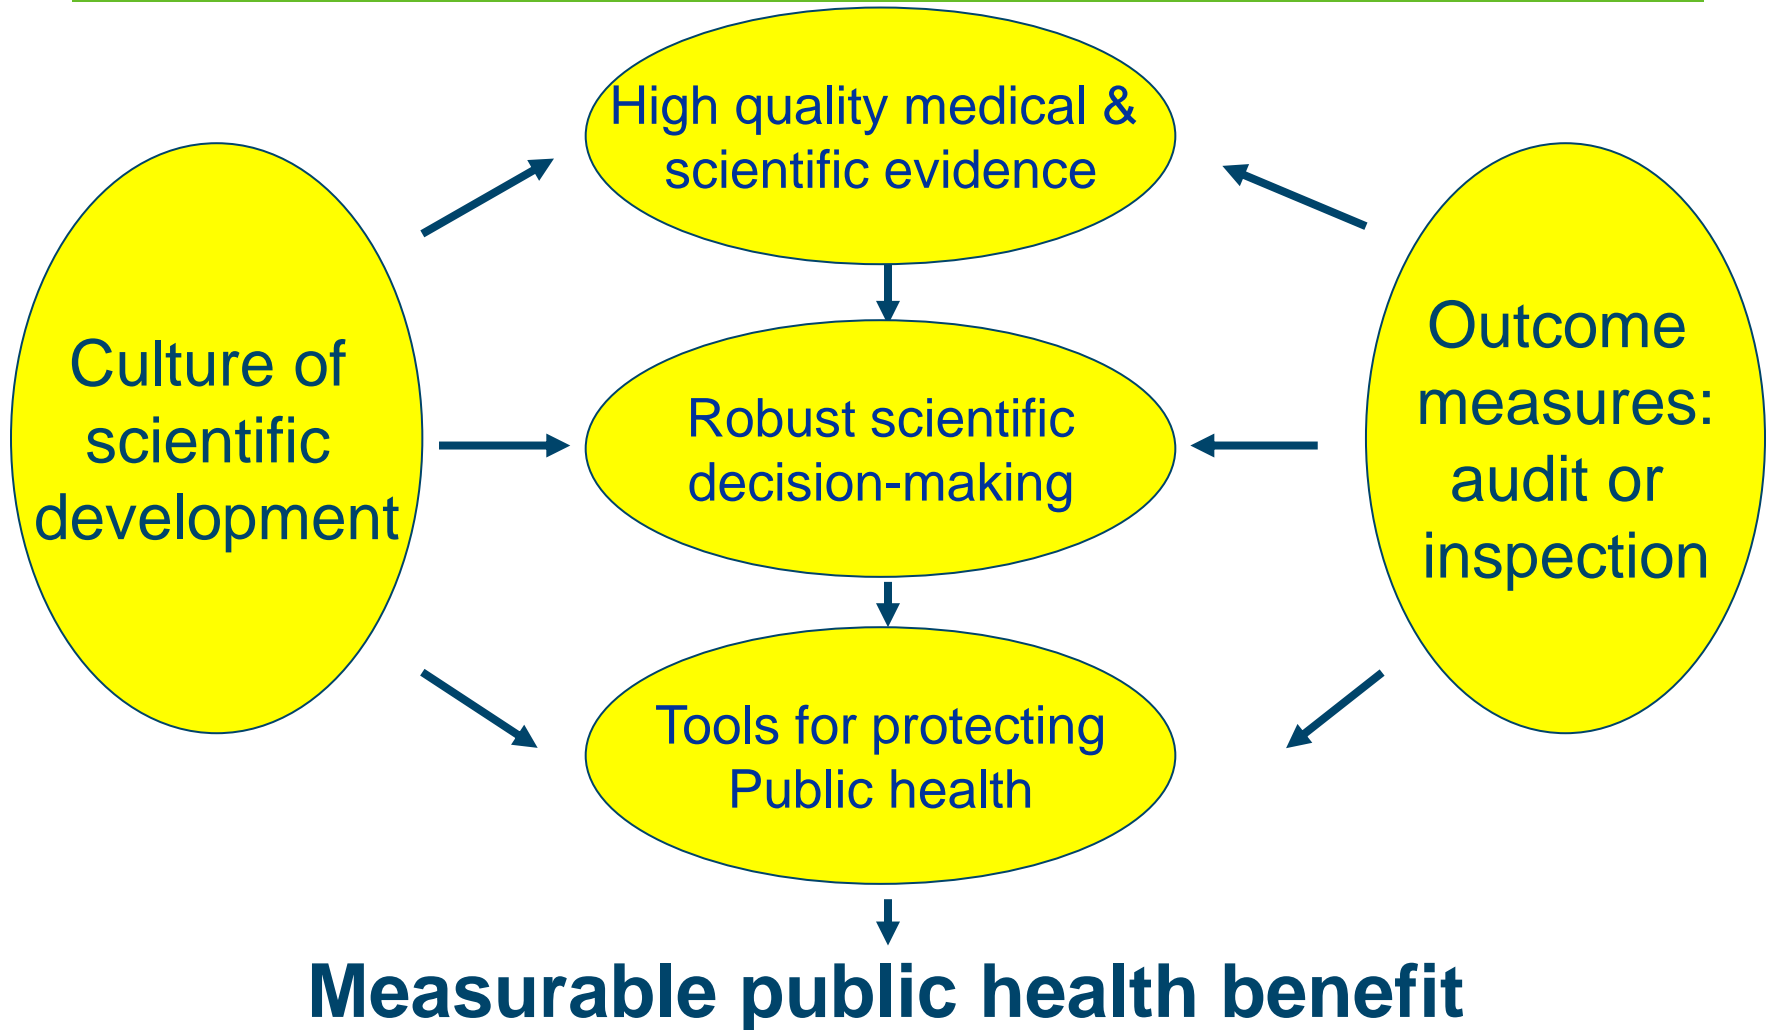 High quality medical &
scientific evidence
Culture of
scientific
development
Robust scientific
decision-making
Outcome
measures:
audit or
inspection
Tools for protecting
Public health
Measurable public health benefit